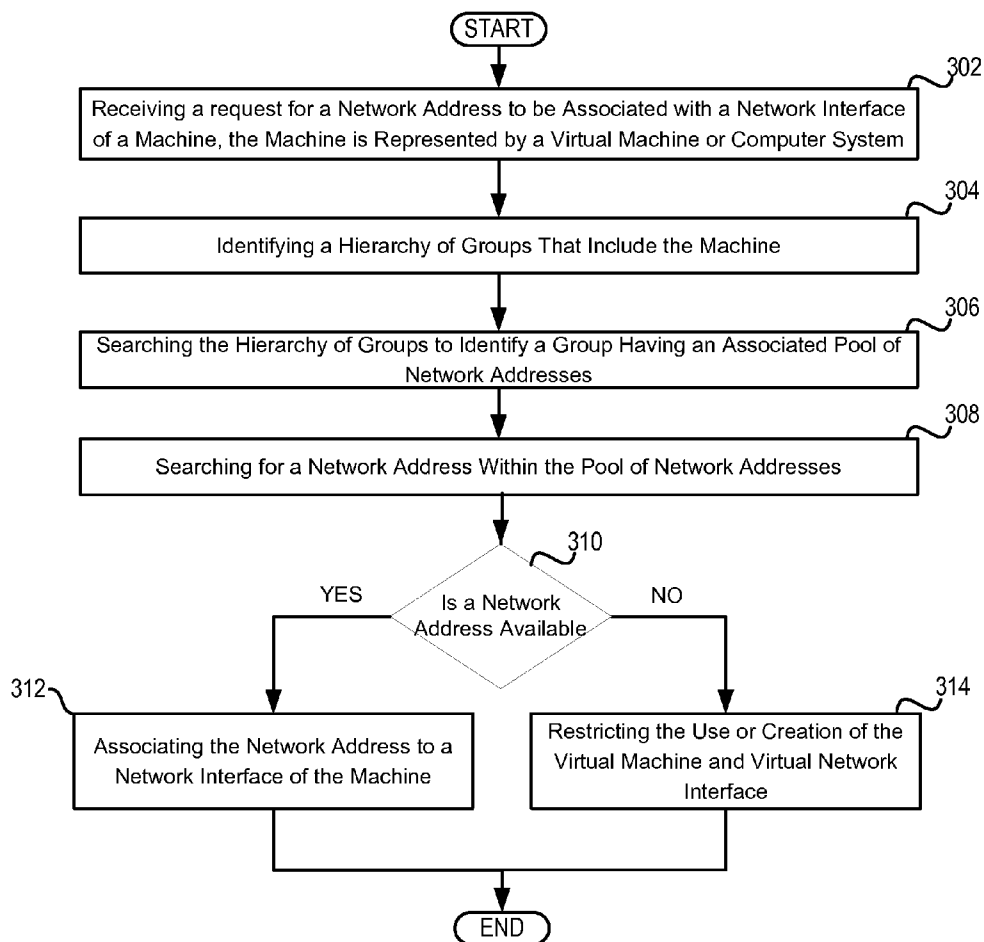 START
302
Receiving a request for a Network Address to be Associated with a Network Interface
of a Machine, the Machine is Represented by a Virtual Machine or Computer System
304
Identifying a Hierarchy of Groups That Include the Machine
306
Searching the Hierarchy of Groups to Identify a Group Having an Associated Pool of
Network Addresses
308
Searching for a Network Address Within the Pool of Network Addresses
310
YES
Is a Network
Address Available
NO
312
Associating the Network Address to a
Network Interface of the Machine
314
Restricting the Use or Creation of the
Virtual Machine and Virtual Network
Interface
END